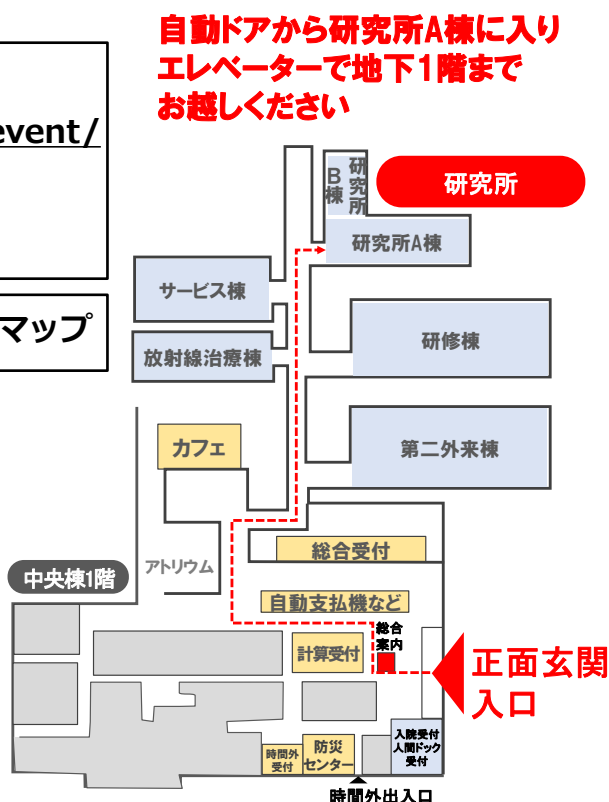 自動ドアから研究所A棟に入り
エレベーターで地下1階まで
お越しください
event/
マップ
研究所
B棟
研究所
研究所A棟
サービス棟
研修棟
放射線治療棟
カフェ
第二外来棟
総合受付
アトリウム
中央棟1階
自動支払機など
総合
案内
計算受付
正面玄関
入口
入院受付
人間ドック
受付
防災
センター
時間外
受付
時間外出入口